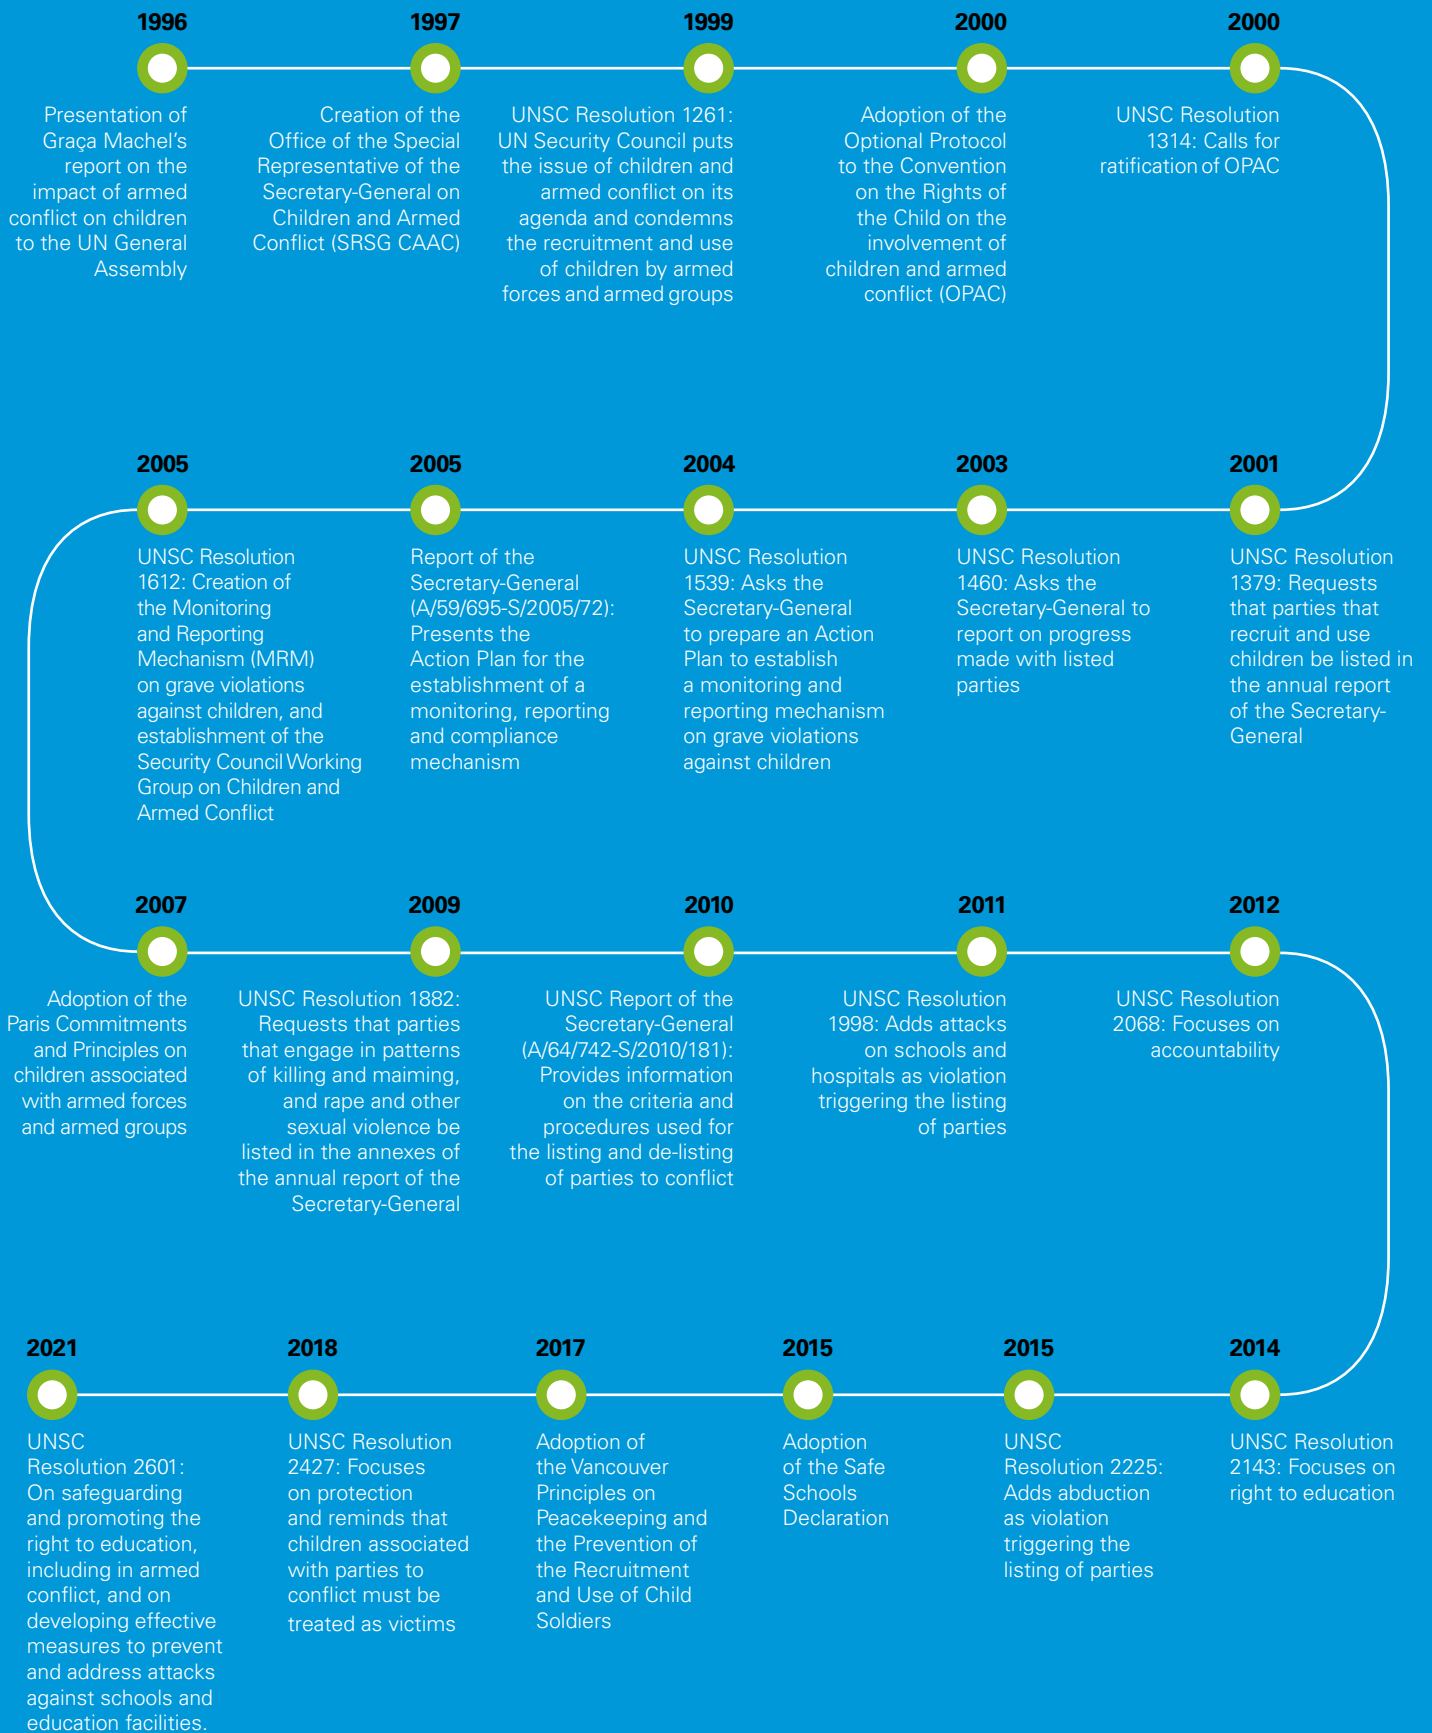 1996
Presentation of
Graça Machel's
report on the
impact of armed
conflict on children
to the UN General
Assembly
1997
Creation of the
Office of the Special
Representative of the
Secretary-General on
Children and Armed
Conflict (SRSG CAAC)
1999
UNSC Resolution 1261:
UN Security Council puts
the issue of children and
armed conflict on its
agenda and condemns
the recruitment and use
of children by armed
forces and armed groups
2000
Adoption of the
Optional Protocol
to the Convention
on the Rights of
the Child on the
involvement of
children and armed
conflict (OPAC)
2000
UNSC Resolution
1314: Calls for
ratification of OPAC
2001
UNSC Resolution
1379: Requests
that parties that
recruit and use
children be listed in
the annual report
of the Secretary-
General
2003
UNSC Resolution
1460: Asks the
Secretary-General to
report on progress
made with listed
parties
2004
UNSC Resolution
1539: Asks the
Secretary-General
to prepare an Action
Plan to establish
a monitoring and
reporting mechanism
on grave violations
against children
2005
Report of the
Secretary-General
(A/59/695-S/2005/72):
Presents the
Action Plan for the
establishment of a
monitoring, reporting
and compliance
mechanism
2005
UNSC Resolution
1612: Creation of
the Monitoring
and Reporting
Mechanism (MRM)
on grave violations
against children, and
establishment of the
Security Council Working
Group on Children and
Armed Conflict
2007
Adoption of the
Paris Commitments
and Principles on
children associated
with armed forces
and armed groups
2009
UNSC Resolution 1882:
Requests that parties
that engage in patterns
of killing and maiming,
and rape and other
sexual violence be
listed in the annexes of
the annual report of the
Secretary-General
2010
UNSC Report of the
Secretary-General
(A/64/742-S/2010/181):
Provides information
on the criteria and
procedures used for
the listing and de-listing
of parties to conflict
2011
UNSC Resolution
1998: Adds attacks
on schools and
hospitals as violation
triggering the listing
of parties
2012
UNSC Resolution
2068: Focuses on
accountability
2014
UNSC Resolution
2143: Focuses on
right to education
2015
UNSC
Resolution 2225:
Adds abduction
as violation
triggering the
listing of parties
2015
Adoption
of the Safe
Schools
Declaration
2017
Adoption of
the Vancouver
Principles on
Peacekeeping and
the Prevention of
the Recruitment
and Use of Child
Soldiers
2018
UNSC Resolution
2427: Focuses
on protection
and reminds that
children associated
with parties to
conflict must be
treated as victims
2021
UNSC
Resolution 2601:
On safeguarding
and promoting the
right to education,
including in armed
conflict, and on
developing effective
measures to prevent
and address attacks
against schools and
education facilities.